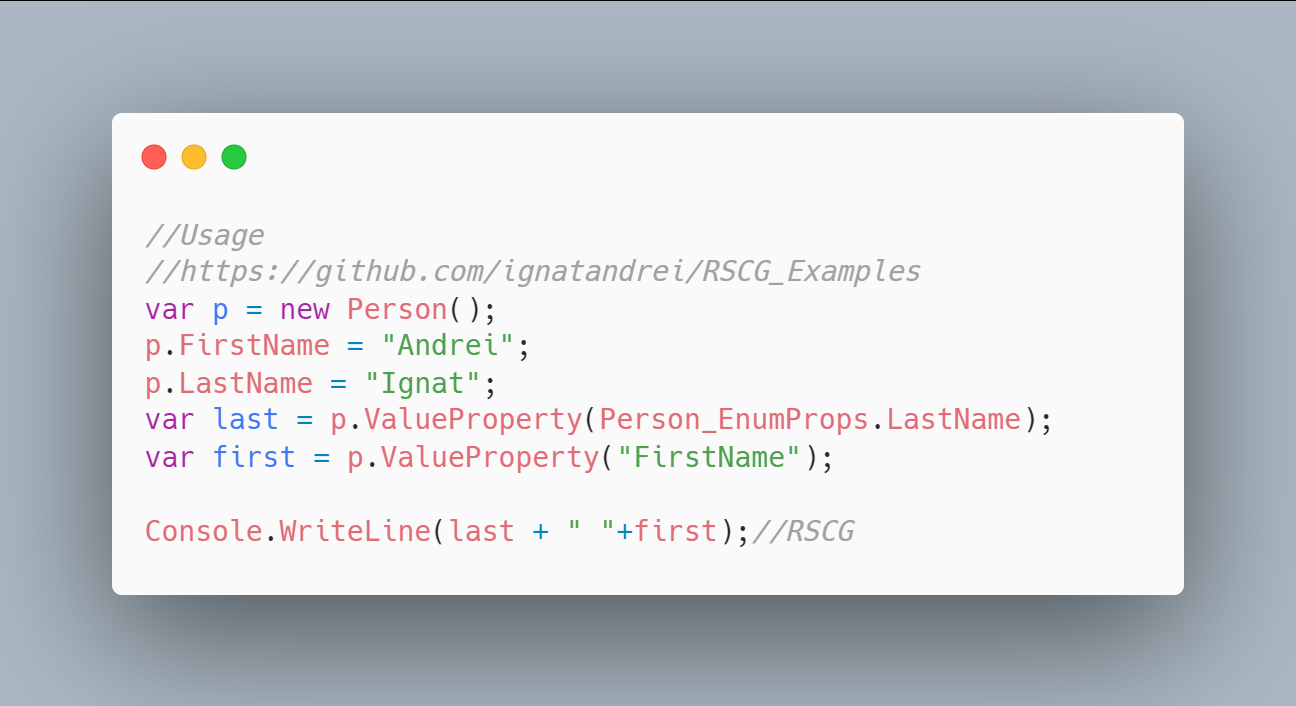 //Usage
//https://github.com/ignatandrei/RSCG_Examples
var p = new Person();
p.FirstName = "Andrei";
p.LastName = "Ignat";
var last = p.ValueProperty(Person_EnumProps.LastName);
var first = p.ValueProperty("FirstName");
Console.WriteLine(last + " "+first);//RSCG